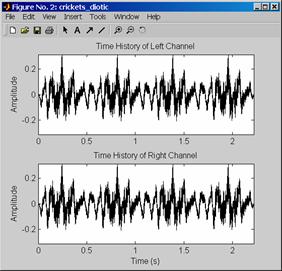 Figure No. 2: crickets_diotic
File Edit View Insert Tools Window Help
Time History of Left Channel
Amplitude
0.2
0
-0.2
0 0.5 1 1.5 2
Time History of Right Channel
Amplitude
0.2
0
-0.2
0 0.5 1 1.5 2
Time (s)